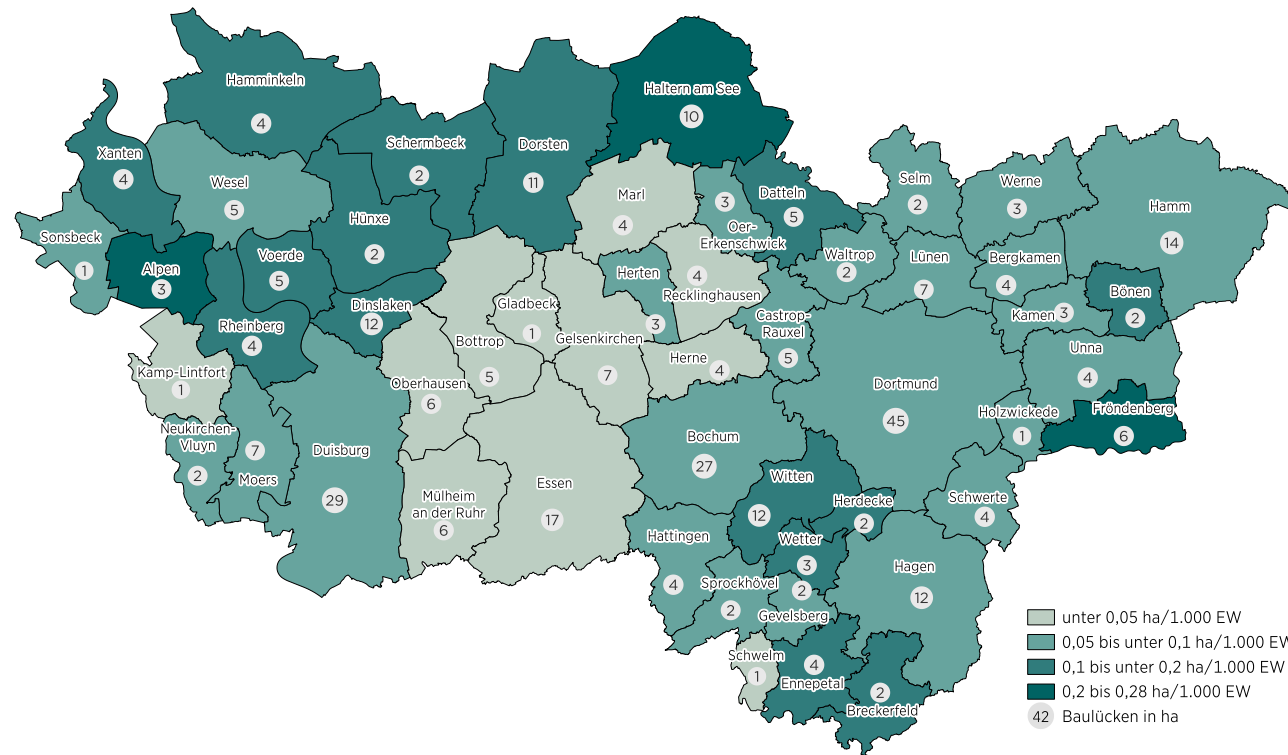 Hamminkeln
4
Haltern am See
10
Schermbeck
2
Dorsten
11
Xanten
4
Wesel
5
Marl
4
3
Oer-
Erkenschwick
Datteln
5
Selm
2
Werne
3
Hamm
14
Sonsbeck
1
Hünxe
2
Alpen
3
Voerde
5
Herten
3
4
Recklinghausen
Waltrop
2
Lünen
7
Bergkamen
4
Bönen
2
Kamen
3
Dinslaken
12
Gladbeck
1
Castrop-
Rauxel
5
Rheinberg
4
Bottrop
5
Gelsenkirchen
7
Herne
4
Unna
4
Kamp-Lintfort
1
Oberhausen
6
Dortmund
45
Holzwickede
1
Fröndenberg
6
Neukirchen-
Vluyn
2
7
Moers
Duisburg
29
Bochum
27
Witten
12
Mülheim
an der Ruhr
6
Essen
17
Herdecke
2
Schwerte
4
Hattingen
4
Wetter
3
Hagen
12
Sprockhövel
2
2
Gevelsberg
Schwelm
1
4
Ennepetal
2
Breckerfeld
unter 0,05 ha/1.000 EW
0,05 bis unter 0,1 ha/1.000 EW
0,1 bis unter 0,2 ha/1.000 EW
0,2 bis 0,28 ha/1.000 EW
42 Baulücken in ha